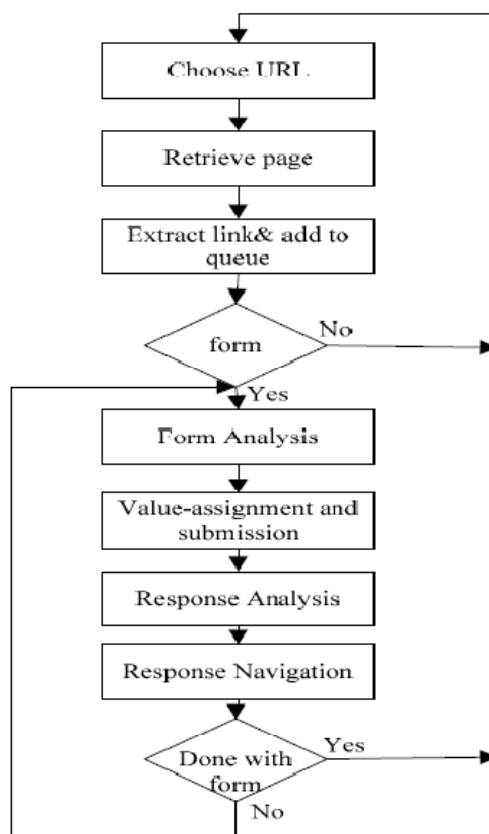 Choose URL
Retrieve page
Extract link& add to
queue
form
No
Yes
Form Analysis
Value-assignment and
submission
Response Analysis
Response Navigation
Done with
form
Yes
No